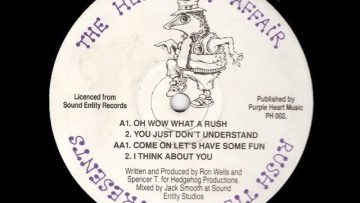 THE HE AFFAIR
Licenced from
Sound Entity Records
Published by
Purple Heart Music
PH 002.
A1. OH WOW WHAT A RUSH
2. YOU JUST DON'T UNDERSTAND
AA1. COME ON LET'S HAVE SOME FUN
2. I THINK ABOUT YOU
Written and Produced by Ron Wells and
Spencer T. for Hedgehog Productions.
Mixed by Jack Smooth at Sound
Entity Studios
RUSH
PRESENTS